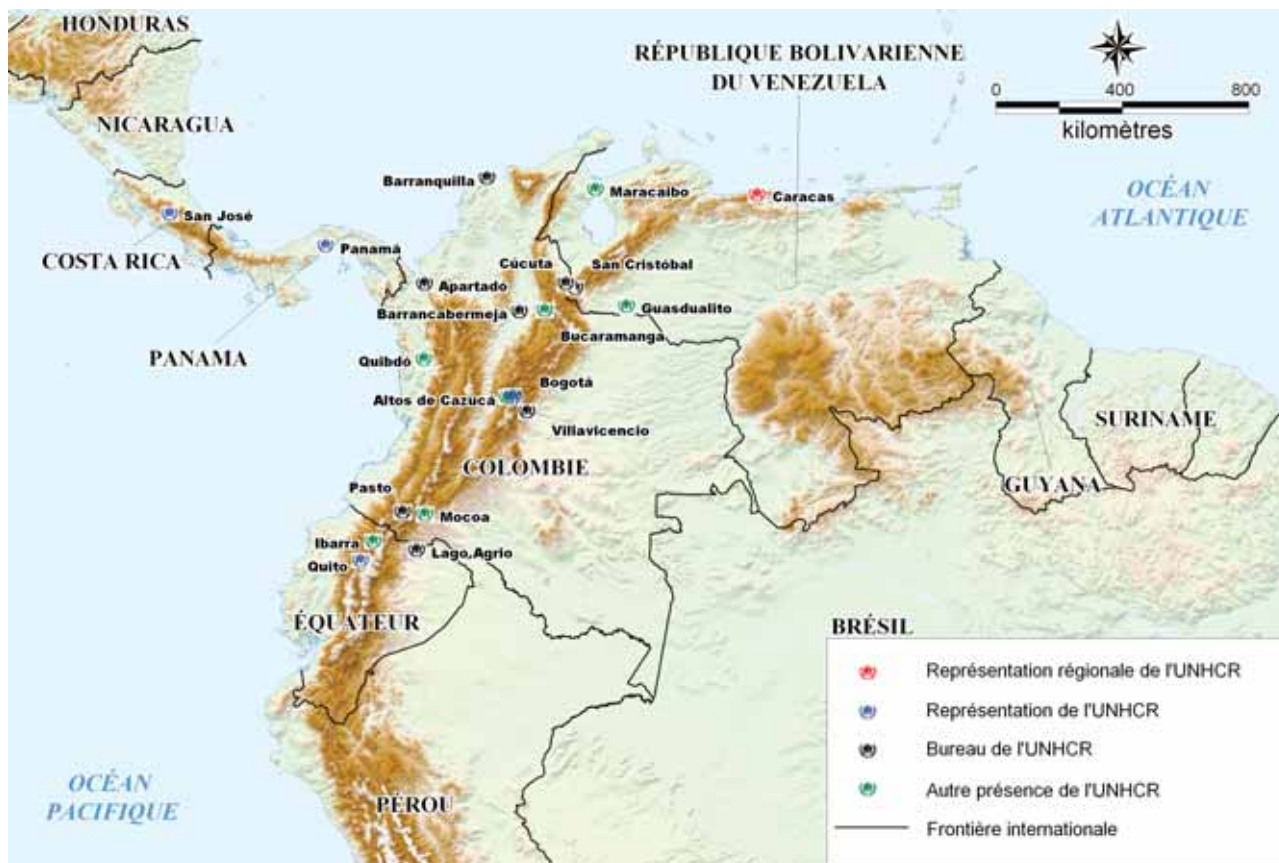 HONDURAS
RÉPUBLIQUE BOLIVARIENNE
DU VENEZUELA
0 400 800
kilomètres
NICARAGUA
Barranquilla
Maracaibo
Caracas
OCÉAN
ATLANTIQUE
San José
Panamá
COSTA RICA
Cúcuta
San Cristóbal
Apartado
Barrancabermeja
Guasdualito
Bucaramanga
PANAMA
Quibdó
Bogotá
Altos de Cazucá
Villavicencio
SURINAME
COLOMBIE
GUYANA
Pasto
Mocoa
Ibarra
Lago,Agrio
Quito
ÉQUATEUR
BRÉSIL
Représentation régionale de l'UNHCR
Représentation de l'UNHCR
Bureau de l'UNHCR
Autre présence de l'UNHCR
Frontière internationale
OCÉAN
PACIFIQUE
PÉROU